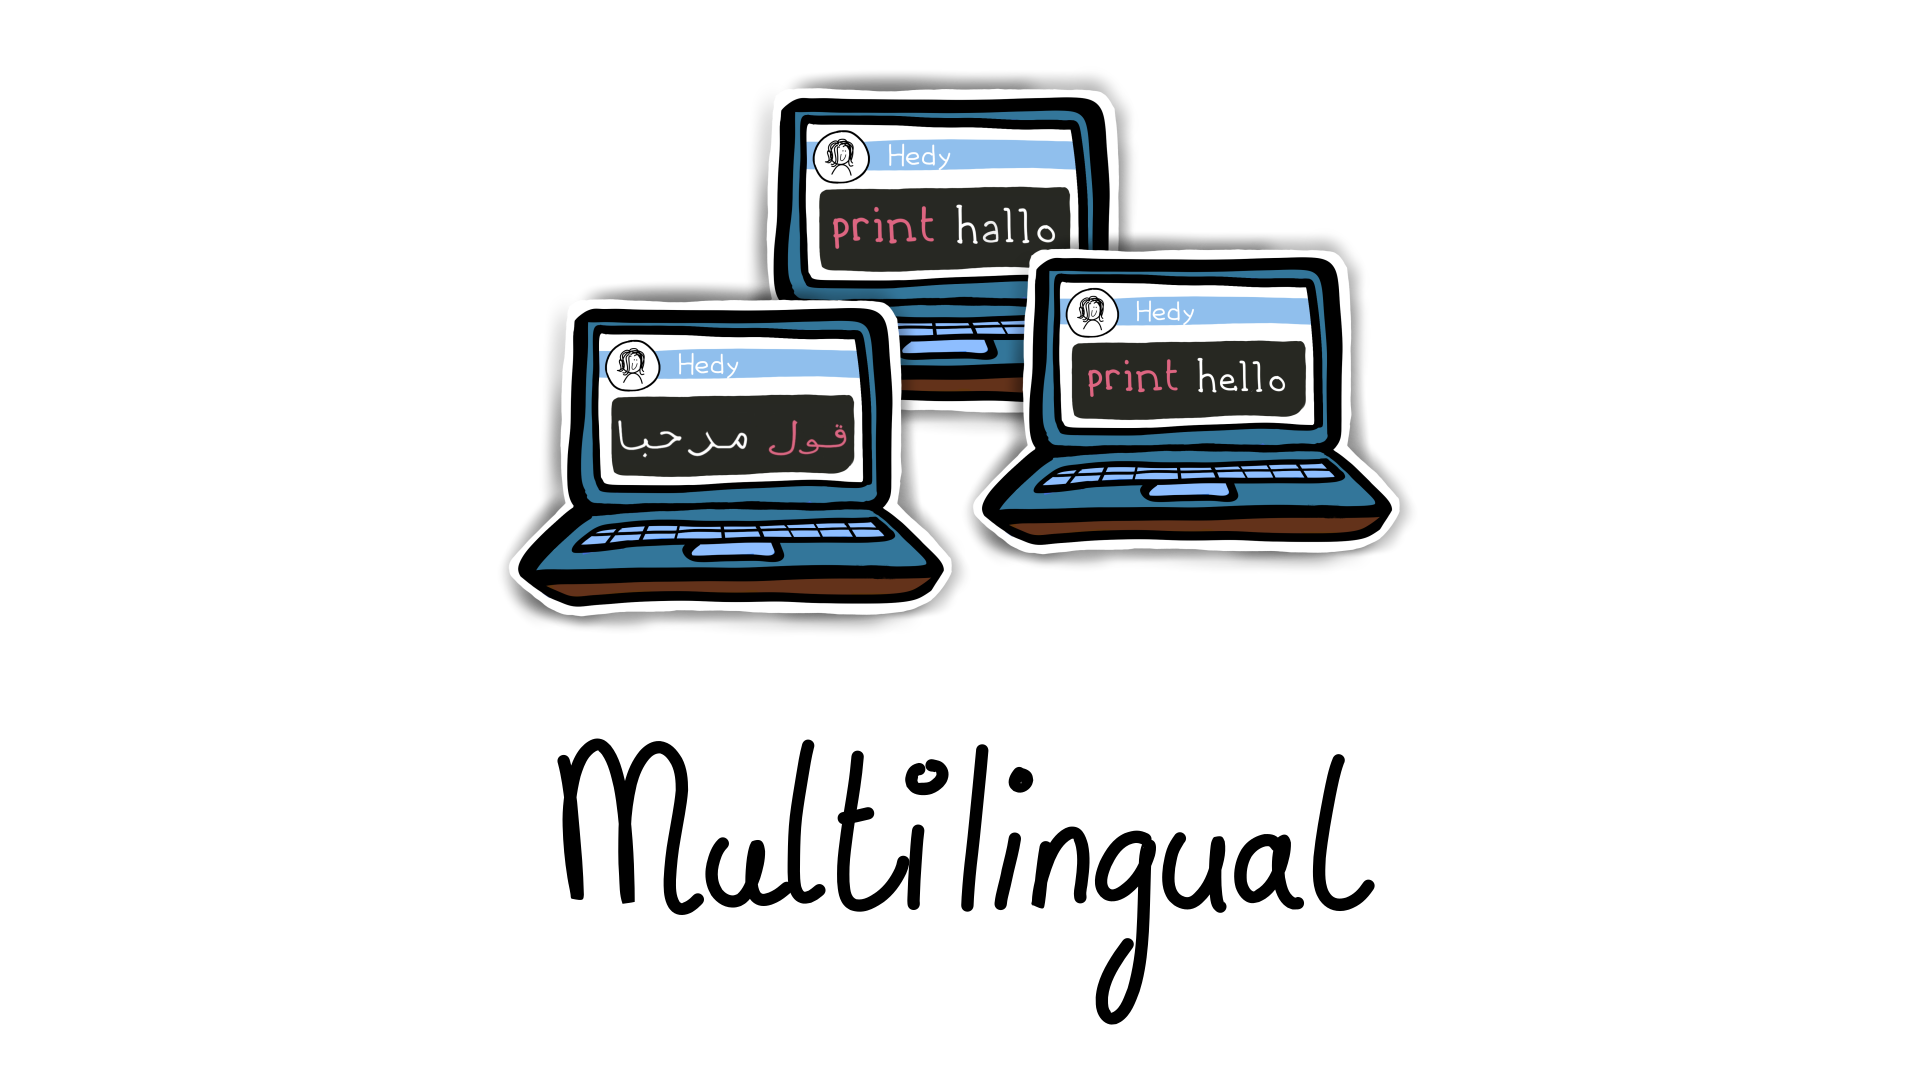 Hedy
print hallo
Hedy
print hello
Hedy
قول مرحبا
Multilingual